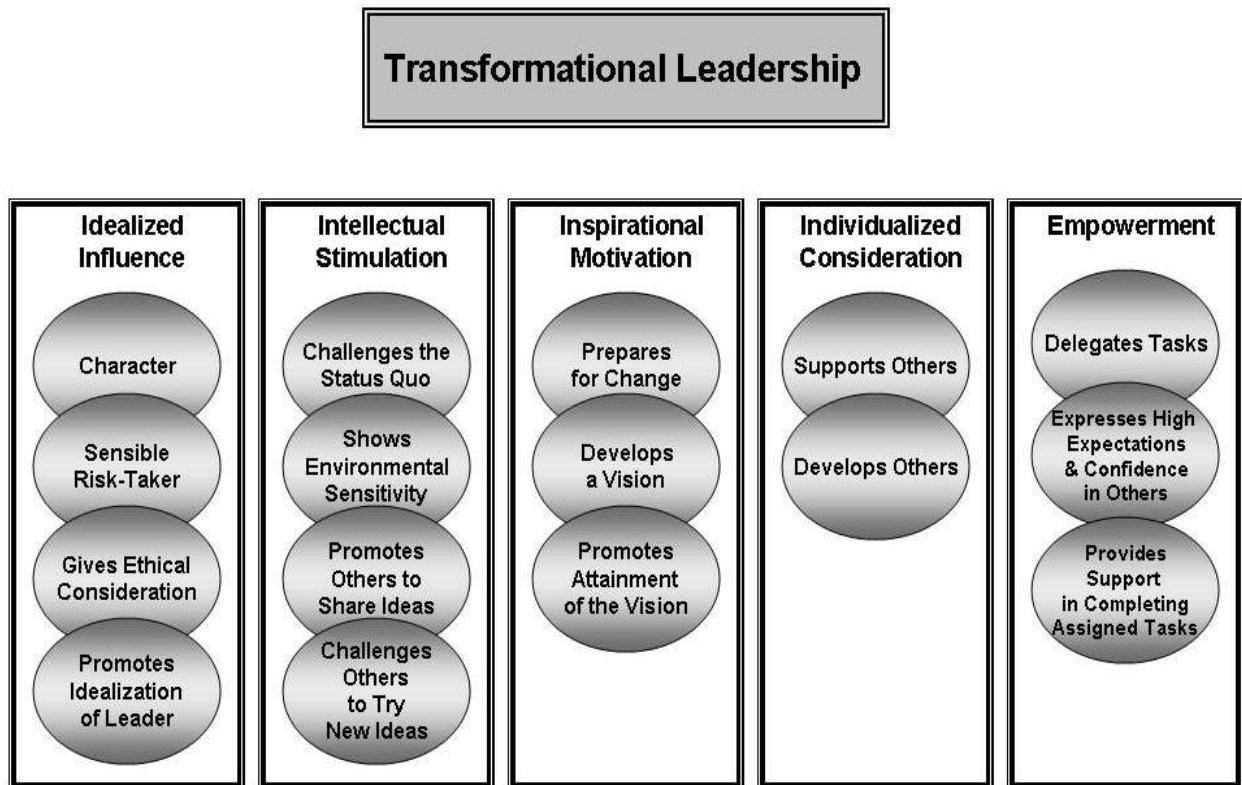 Transformational Leadership
Idealized
Influence
Character
Sensible
Risk-Taker
Gives Ethical
Consideration
Promotes
Idealization
of Leader
Intellectual
Stimulation
Challenges the
Status Quo
Shows
Environmental
Sensitivity
Promotes
Others to
Share Ideas
Challenges
Others
to Try
New Ideas
Inspirational
Motivation
Prepares
for Change
Develops
a Vision
Promotes
Attainment
of the Vision
Individualized
Consideration
Supports Others
Develops Others
Empowerment
Delegates Tasks
Expresses High
Expectations
& Confidence
in Others
Provides
Support
in Completing
Assigned Tasks